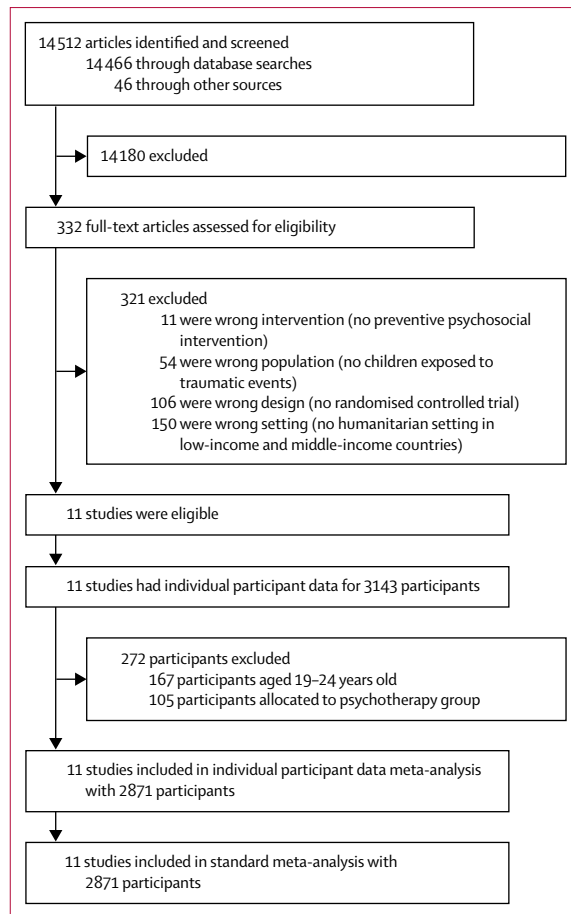 14 512 articles identified and screened
14 466 through database searches
46 through other sources
14 180 excluded
332 full-text articles assessed for eligibility
321 excluded
11 were wrong intervention (no preventive psychosocial
intervention)
54 were wrong population (no children exposed to
traumatic events)
106 were wrong design (no randomised controlled trial)
150 were wrong setting (no humanitarian setting in
low-income and middle-income countries)
11 studies were eligible
11 studies had individual participant data for 3143 participants
272 participants excluded
167 participants aged 19–24 years old
105 participants allocated to psychotherapy group
11 studies included in individual participant data meta-analysis
with 2871 participants
11 studies included in standard meta-analysis with
2871 participants